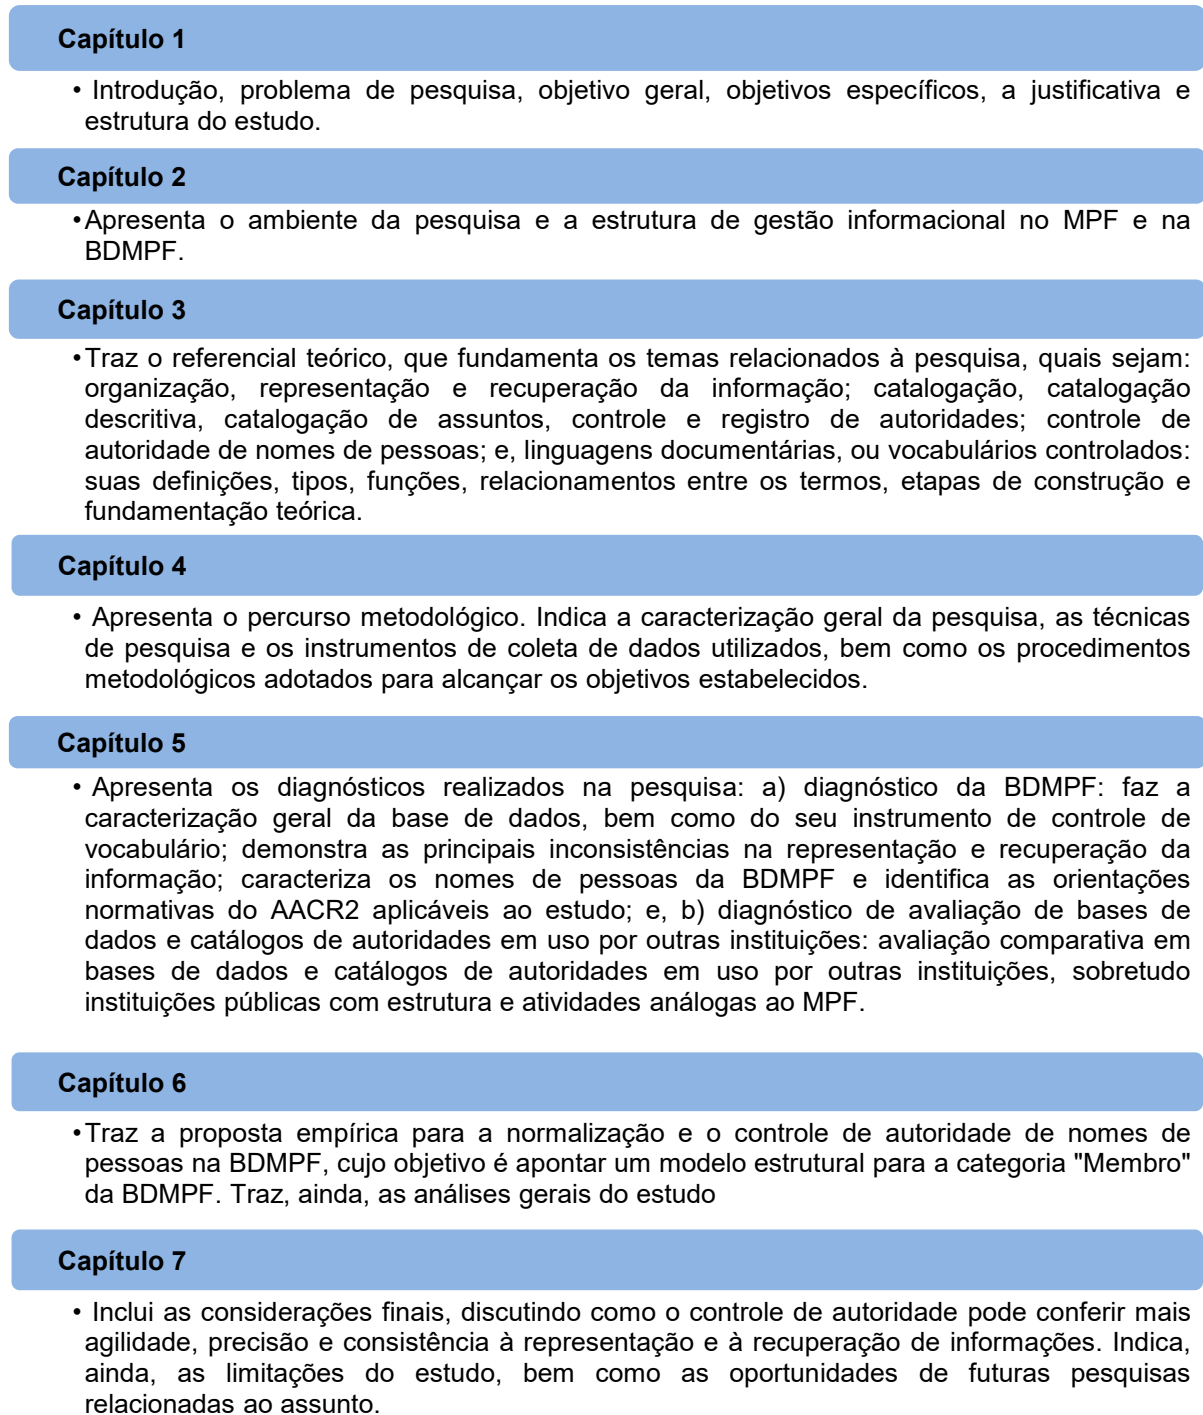 Capítulo 1
• Introdução, problema de pesquisa, objetivo geral, objetivos específicos, a justificativa e
estrutura do estudo.
Capítulo 2
•Apresenta o ambiente da pesquisa e a estrutura de gestão informacional no MPF e na
BDMPF.
Capítulo 3
•Traz o referencial teórico, que fundamenta os temas relacionados à pesquisa, quais sejam:
organização, representação e recuperação da informação; catalogação, catalogação
descritiva, catalogação de assuntos, controle e registro de autoridades; controle de
autoridade de nomes de pessoas; e, linguagens documentárias, ou vocabulários controlados:
suas definições, tipos, funções, relacionamentos entre os termos, etapas de construção e
fundamentação teórica.
Capítulo 4
• Apresenta o percurso metodológico. Indica a caracterização geral da pesquisa, as técnicas
de pesquisa e os instrumentos de coleta de dados utilizados, bem como os procedimentos
metodológicos adotados para alcançar os objetivos estabelecidos.
Capítulo 5
• Apresenta os diagnósticos realizados na pesquisa: a) diagnóstico da BDMPF: faz a
caracterização geral da base de dados, bem como do seu instrumento de controle de
vocabulário; demonstra as principais inconsistências na representação e recuperação da
informação; caracteriza os nomes de pessoas da BDMPF e identifica as orientações
normativas do AACR2 aplicáveis ao estudo; e, b) diagnóstico de avaliação de bases de
dados e catálogos de autoridades em uso por outras instituições: avaliação comparativa em
bases de dados e catálogos de autoridades em uso por outras instituições, sobretudo
instituições públicas com estrutura e atividades análogas ao MPF.
Capítulo 6
•Traz a proposta empírica para a normalização e o controle de autoridade de nomes de
pessoas na BDMPF, cujo objetivo é apontar um modelo estrutural para a categoria "Membro"
da BDMPF. Traz, ainda, as análises gerais do estudo
Capítulo 7
• Inclui as considerações finais, discutindo como o controle de autoridade pode conferir mais
agilidade, precisão e consistência à representação e à recuperação de informações. Indica,
ainda, as limitações do estudo, bem como as oportunidades de futuras pesquisas
relacionadas ao assunto.